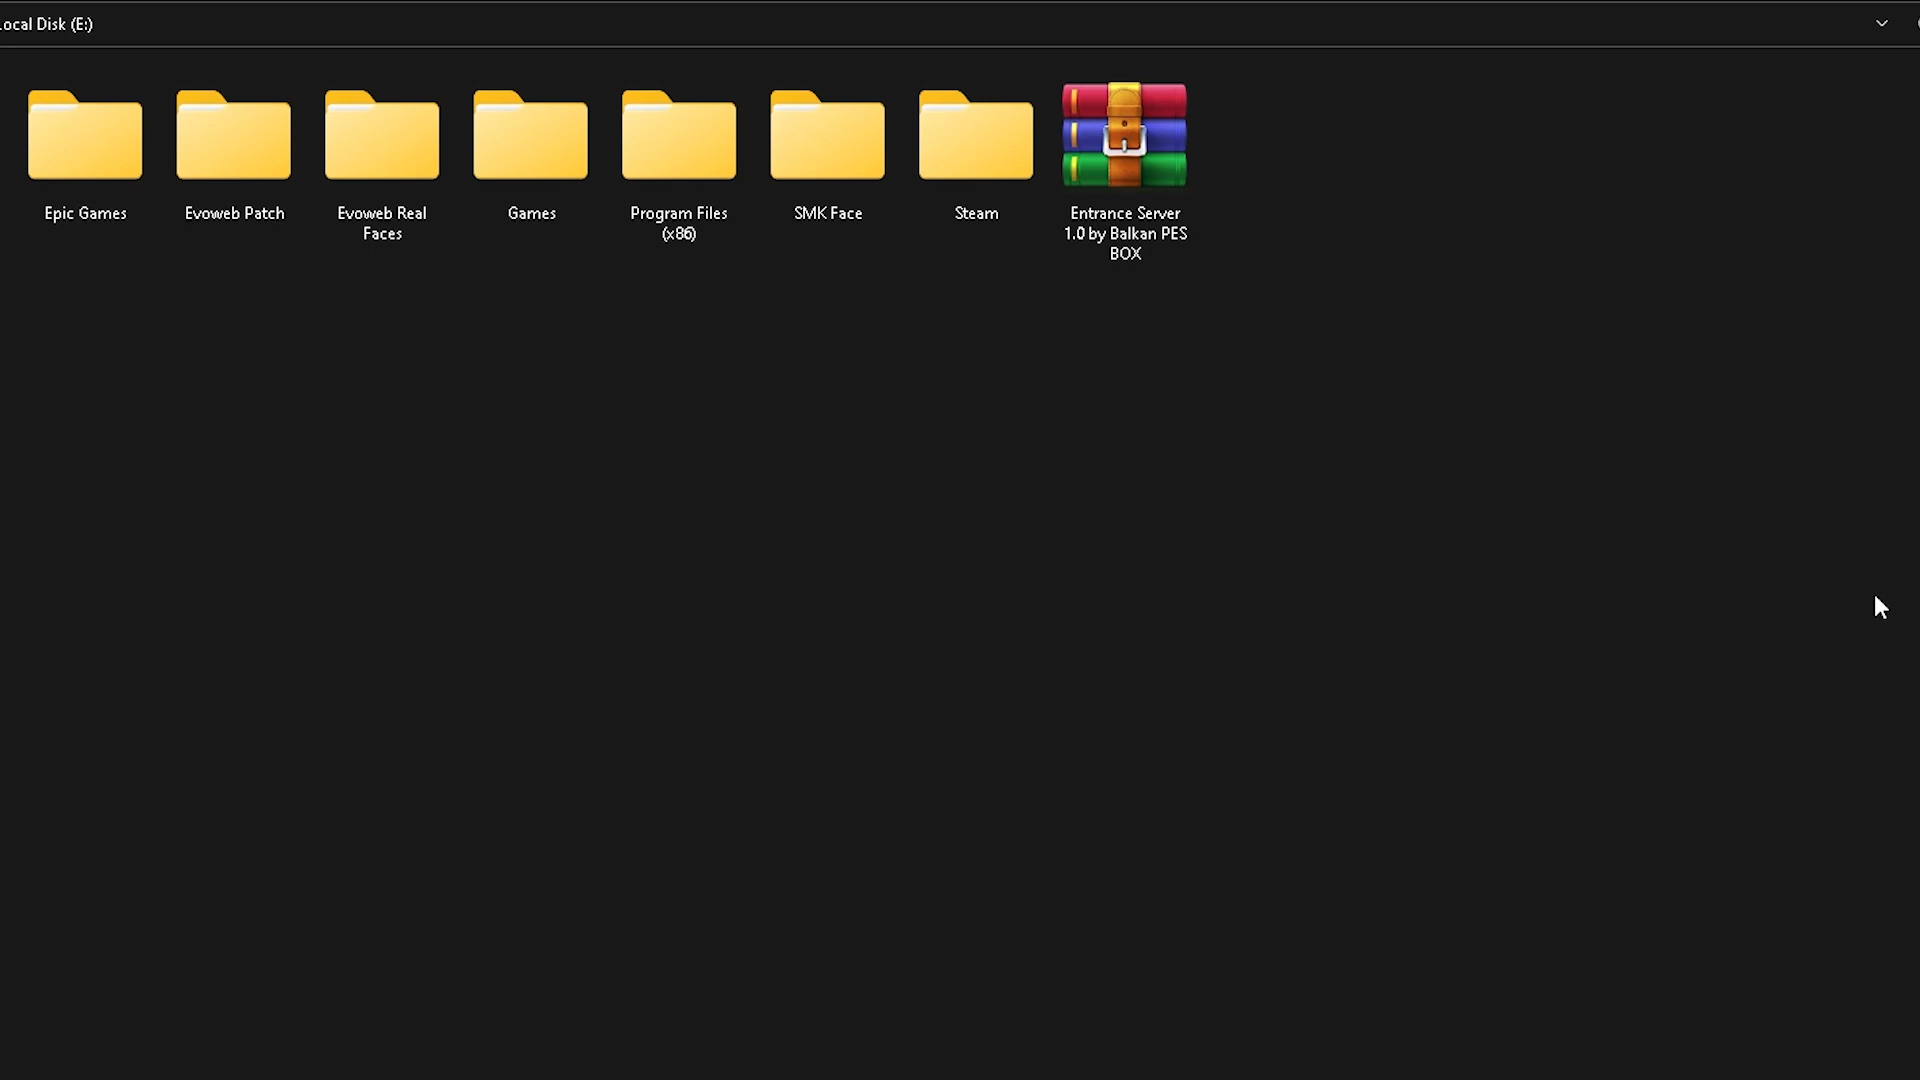 Local Disk (E:)
Epic Games
Evoweb Patch
Evoweb Real
Faces
Games
Program Files
(x86)
SMK Face
Steam
Entrance Server
1.0 by Balkan PES
BOX